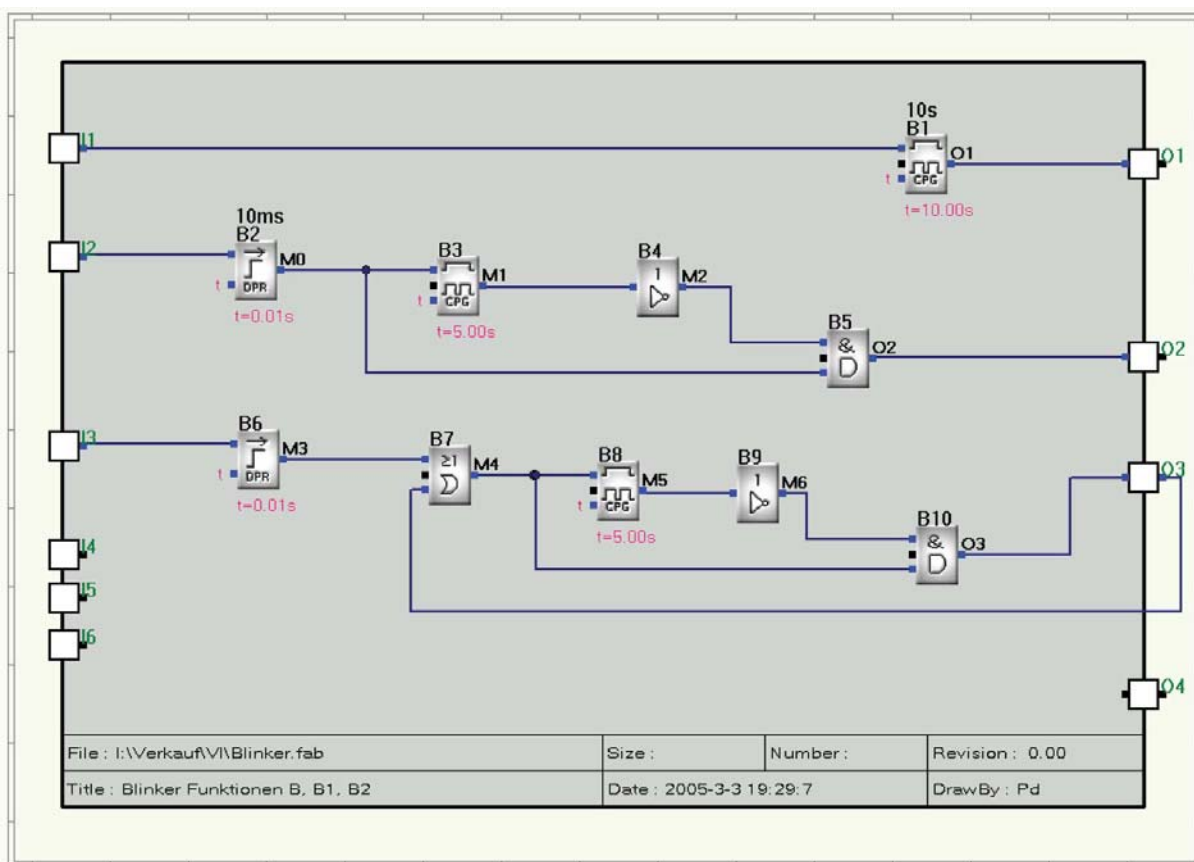 10s
B1
I1
O1
O1
CPG
t
t=10.00s
10ms
B2
I2
M0
DPR
t
t=0.01s
B3
M1
CPG
t
t=5.00s
B4
1
M2
B5
&
O2
O2
B6
I3
M3
DPR
t
t=0.01s
B7
≥1
M4
B8
M5
CPG
t
t=5.00s
B9
1
M6
B10
&
O3
O3
I4
I5
I6
O4
File : I:\Verkauf\VI\Blinker.fab
Size :
Number :
Revision : 0.00
Title : Blinker Funktionen B, B1, B2
Date : 2005-3-3 19:29:7
DrawBy : Pd